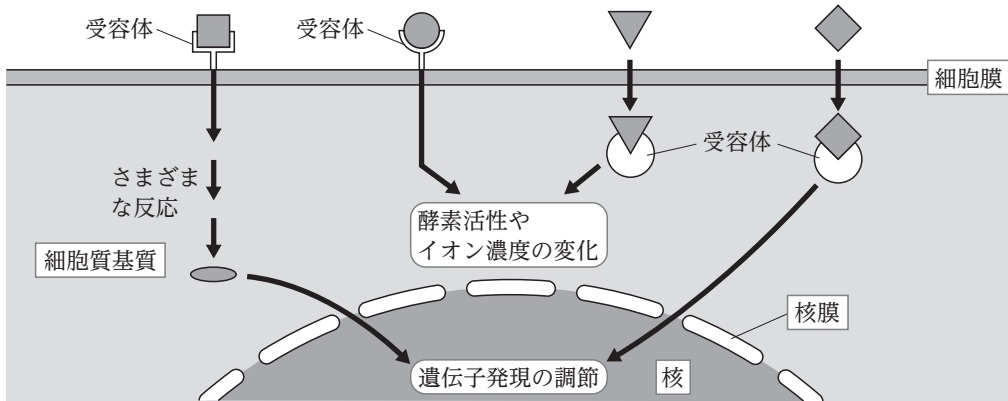 受容体
受容体
細胞膜
受容体
さまざま
な反応
酵素活性や
イオン濃度の変化
細胞質基質
核膜
遺伝子発現の調節
核